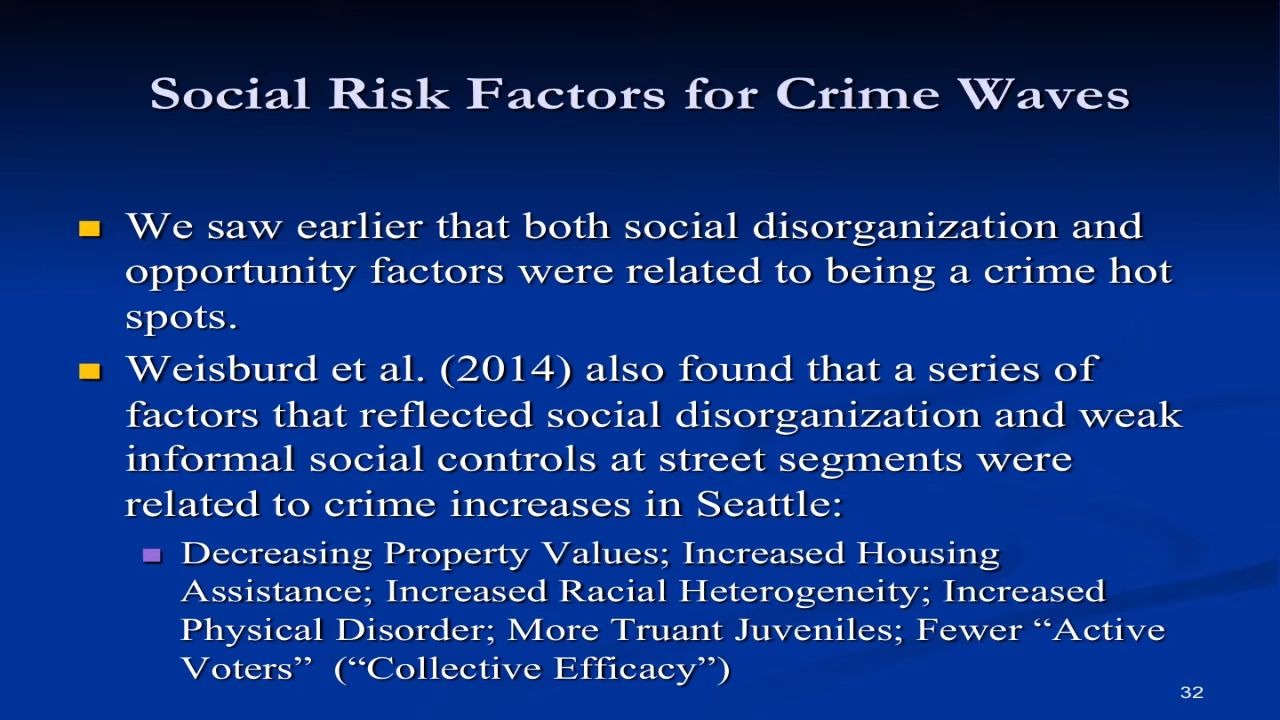 Social Risk Factors for Crime Waves
We saw earlier that both social disorganization and
opportunity factors were related to being a crime hot
spots.
Weisburd et al. (2014) also found that a series of
factors that reflected social disorganization and weak
informal social controls at street segments were
related to crime increases in Seattle:
Decreasing Property Values; Increased Housing
Assistance; Increased Racial Heterogeneity; Increased
Physical Disorder; More Truant Juveniles; Fewer “Active
Voters” (“Collective Efficacy”)
32